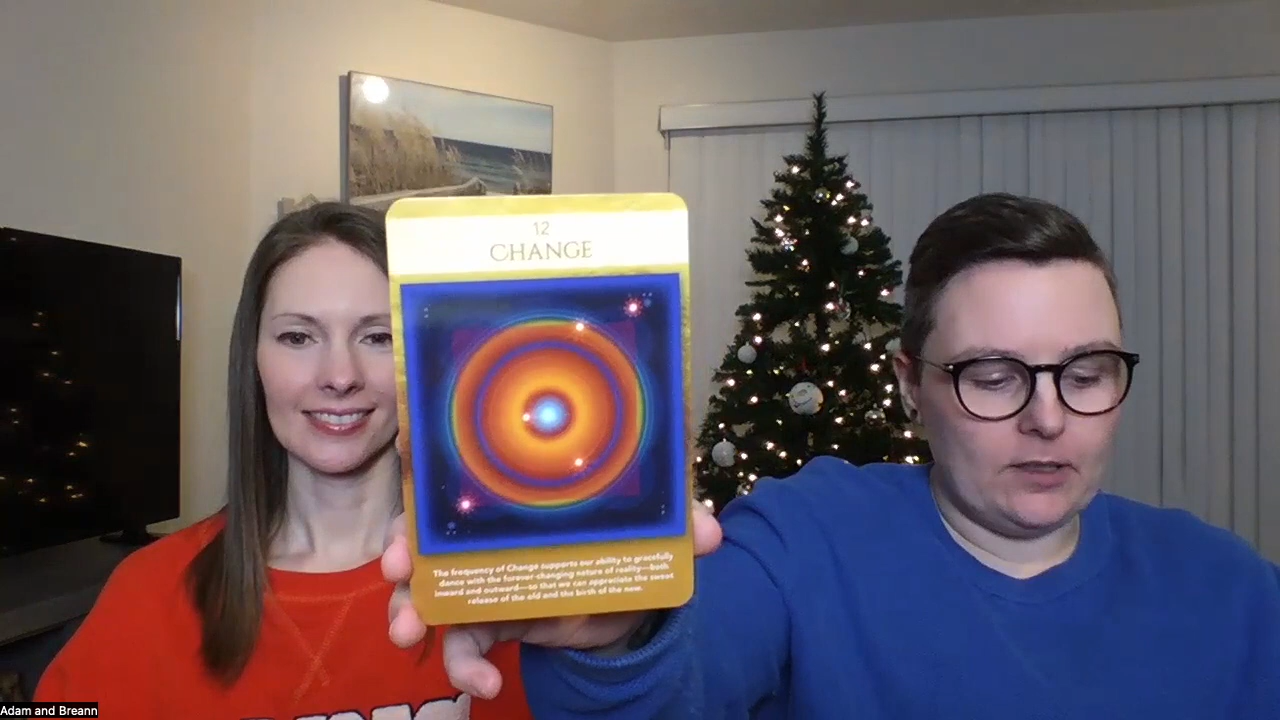 12
CHANGE
The frequency of Change supports our ability to gracefully
dance with the forever-changing nature of reality—both
inward and outward—so that we can appreciate the sweet
release of the old and the birth of the new.
Adam and Breann